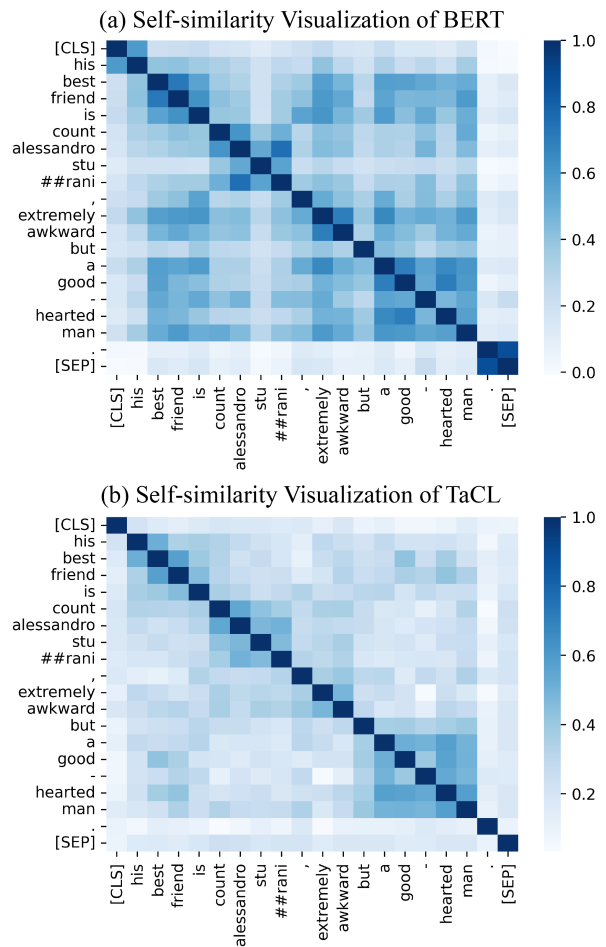 (a) Self-similarity Visualization of BERT
[CLS]
his
best
friend
is
count
alessandro
stu
##rani
,
extremely
awkward
but
a
good
-
hearted
man
.
[SEP]
1.0
0.8
0.6
0.4
0.2
0.0
[CLS]
his
best
friend
is
count
alessandro
stu
##rani
,
extremely
awkward
but
a
good
-
hearted
man
.
[SEP]
(b) Self-similarity Visualization of TaCL
[CLS]
his
best
friend
is
count
alessandro
stu
##rani
,
extremely
awkward
but
a
good
-
hearted
man
.
[SEP]
1.0
0.8
0.6
0.4
0.2
[CLS]
his
best
friend
is
count
alessandro
stu
##rani
,
extremely
awkward
but
a
good
-
hearted
man
.
[SEP]